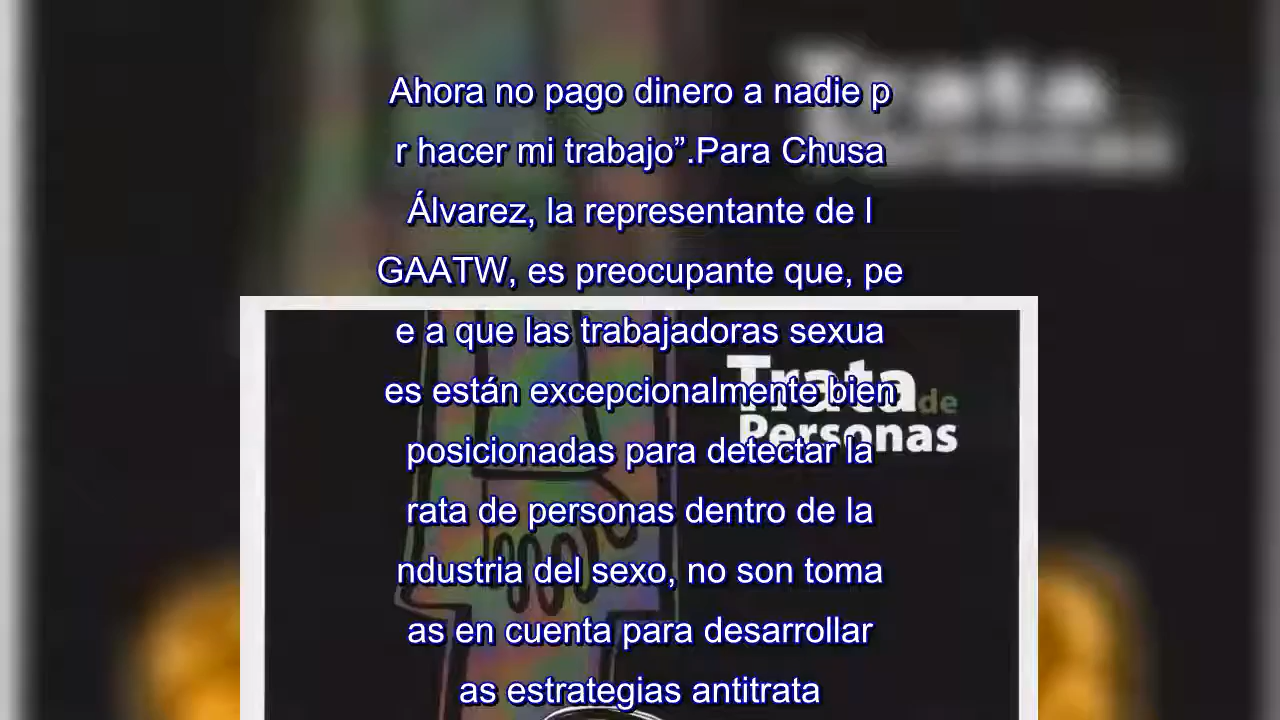 Ahora no pago dinero a nadie p
r hacer mi trabajo”.Para Chusa
Álvarez, la representante de l
GAATW, es preocupante que, pe
e a que las trabajadoras sexua
es están excepcionalmente bien
posicionadas para detectar la
rata de personas dentro de la
ndustria del sexo, no son toma
as en cuenta para desarrollar
as estrategias antitrata
Trata de
Personas